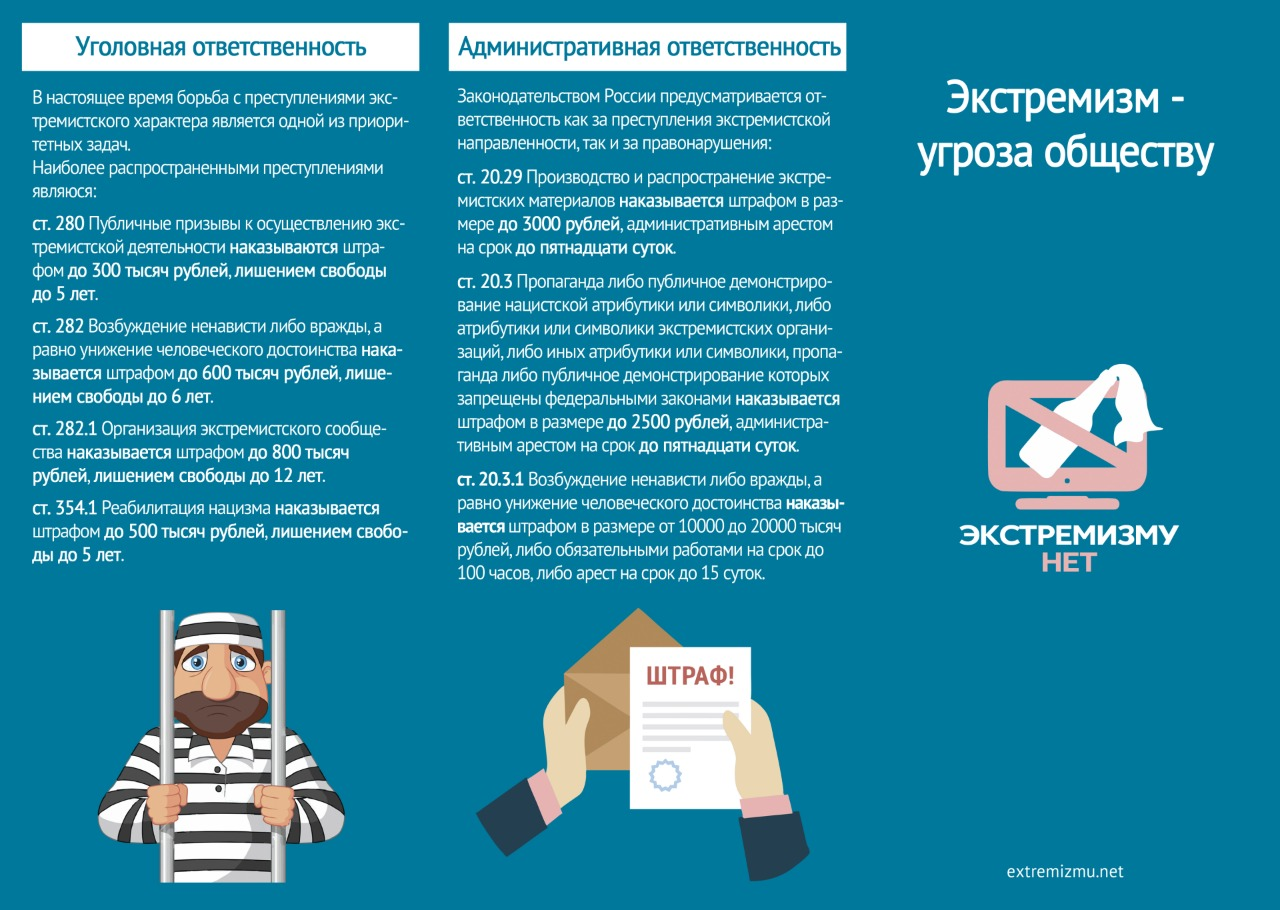 Уголовная ответственность
В настоящее время борьба с преступлениями экс-
тремистского характера является одной из приори-
тетных задач.
Наиболее распространенными преступлениями
являюся:
ст. 280 Публичные призывы к осуществлению экс-
тремистской деятельности наказываются штра-
фом до 300 тысяч рублей, лишением свободы
до 5 лет.
ст. 282 Возбуждение ненависти либо вражды, а
равно унижение человеческого достоинства нака-
зывается штрафом до 600 тысяч рублей, лише-
нием свободы до 6 лет.
ст. 282.1 Организация экстремистского сообще-
ства наказывается штрафом до 800 тысяч
рублей, лишением свободы до 12 лет.
ст. 354.1 Реабилитация нацизма наказывается
штрафом до 500 тысяч рублей, лишением свобо-
ды до 5 лет.
Административная ответственность
Законодательством России предусматривается от-
ветственность как за преступления экстремистской
направленности, так и за правонарушения:
ст. 20.29 Производство и распространение экстре-
мистских материалов наказывается штрафом в раз-
мере до 3000 рублей, административным арестом
на срок до пятнадцати суток.
ст. 20.3 Пропаганда либо публичное демонстриро-
вание нацистской атрибутики или символики, либо
атрибутики или символики экстремистских органи-
заций, либо иных атрибутики или символики, пропа-
ганда либо публичное демонстрирование которых
запрещены федеральными законами наказывается
штрафом в размере до 2500 рублей, администра-
тивным арестом на срок до пятнадцати суток.
ст. 20.3.1 Возбуждение ненависти либо вражды, а
равно унижение человеческого достоинства наказы-
вается штрафом в размере от 10000 до 20000 тысяч
рублей, либо обязательными работами на срок до
100 часов, либо арест на срок до 15 суток.
ШТРАФ!
Экстремизм -
угроза обществу
ЭКСТРЕМИЗМУ
НЕТ
extremizmu.net